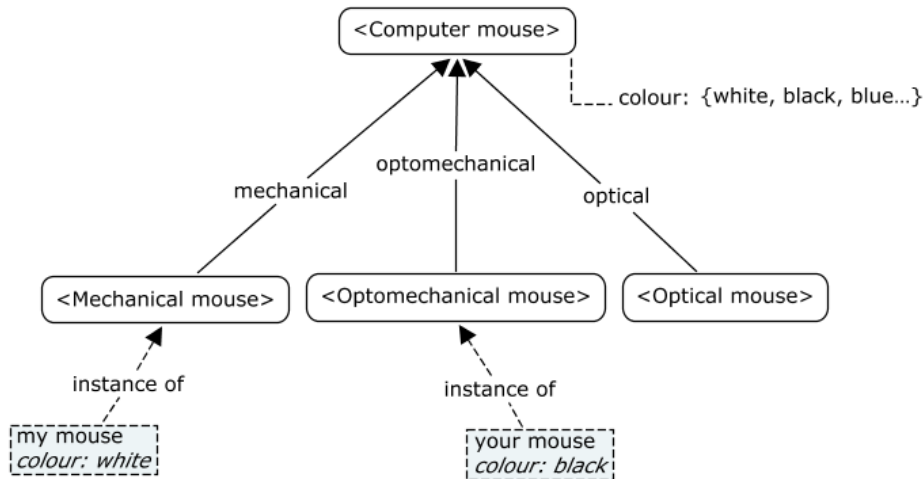 <Computer mouse>
colour: {white, black, blue…}
optomechanical
mechanical
optical
<Mechanical mouse>
<Optomechanical mouse>
<Optical mouse>
instance of
instance of
my mouse
colour: white
your mouse
colour: black